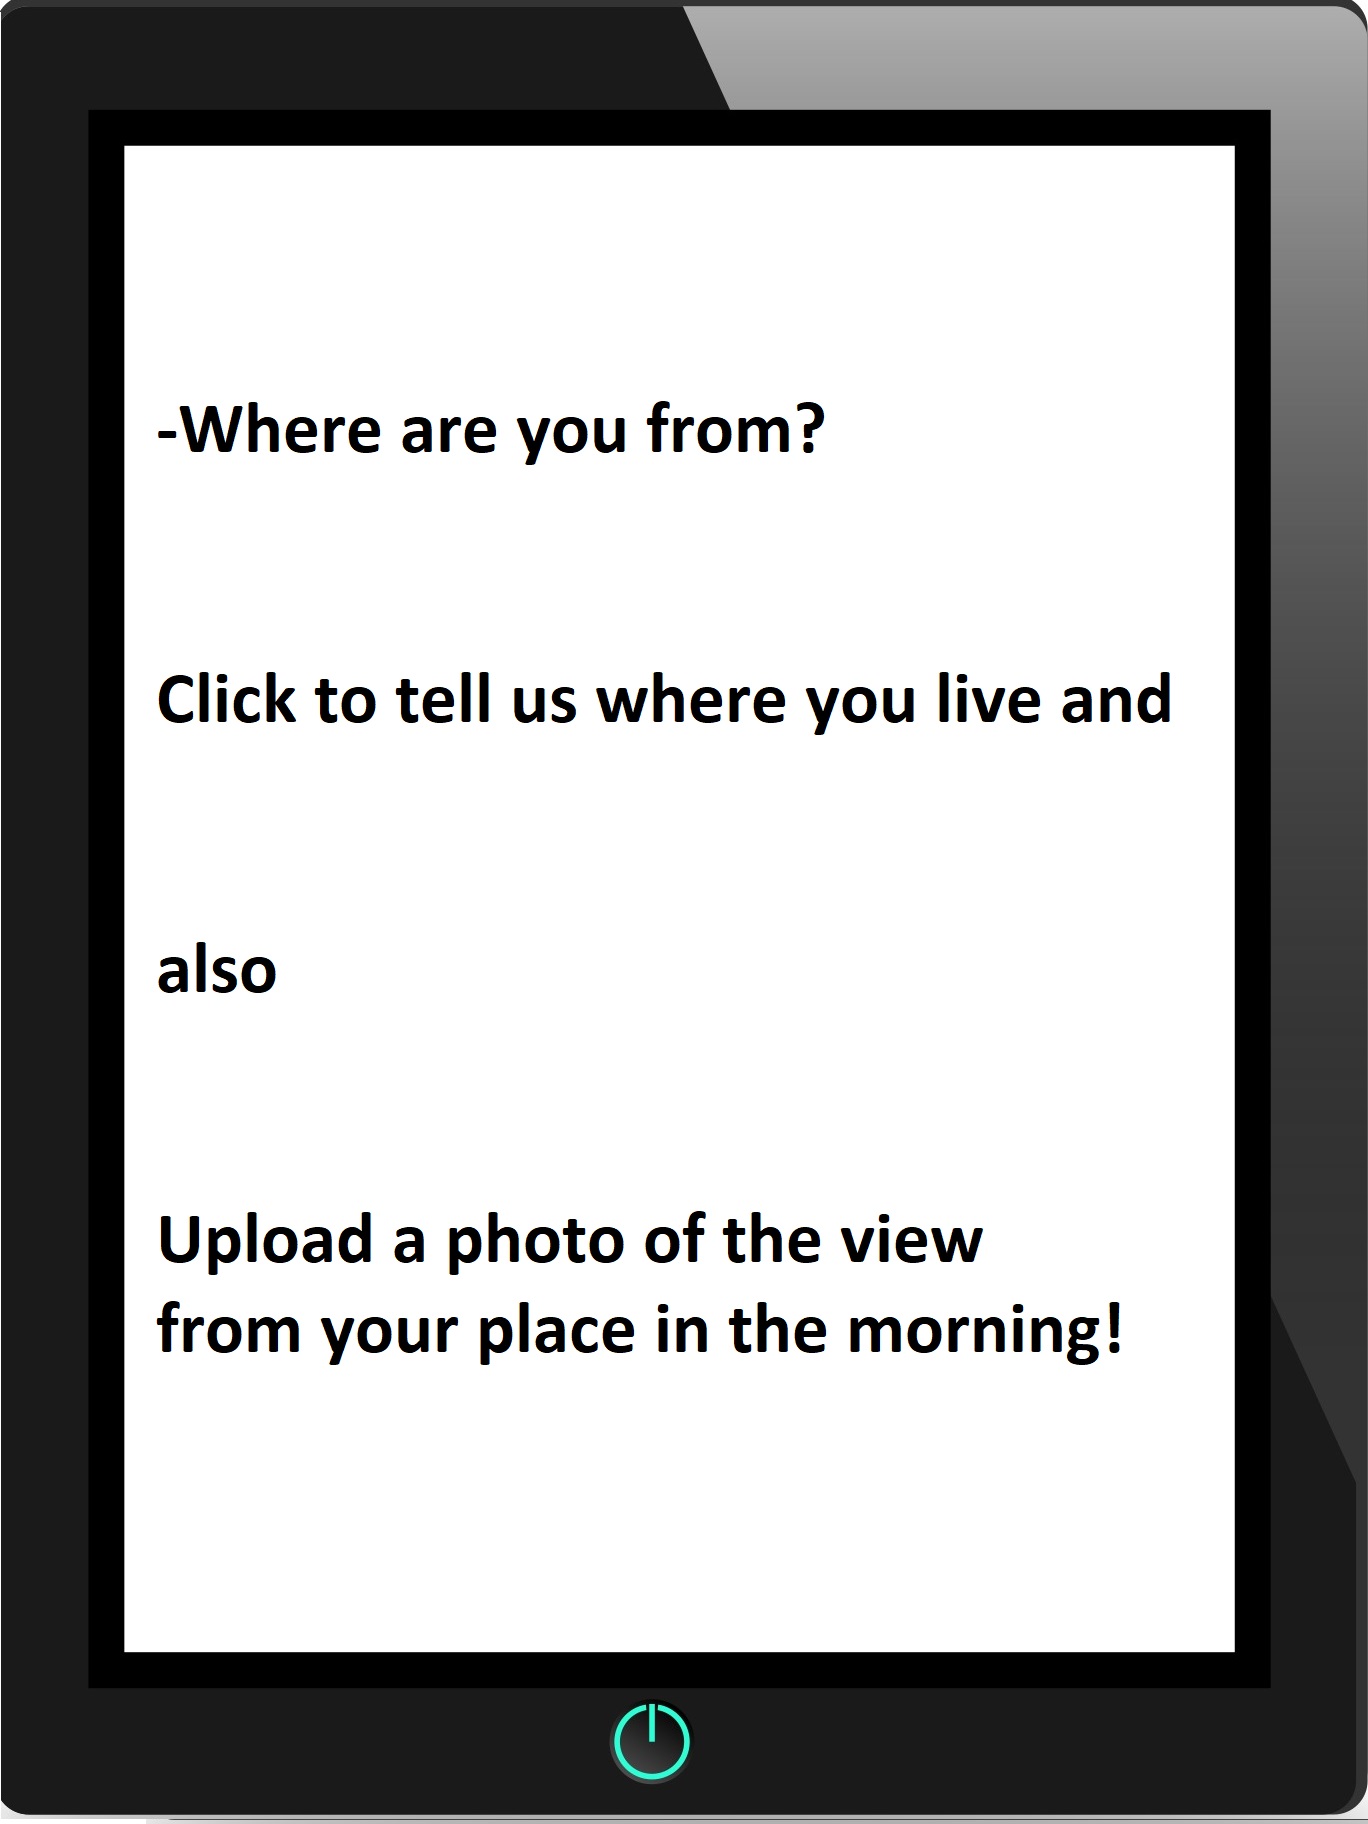 -Where are you from?
Click to tell us where you live and
also
Upload a photo of the view
from your place in the morning!